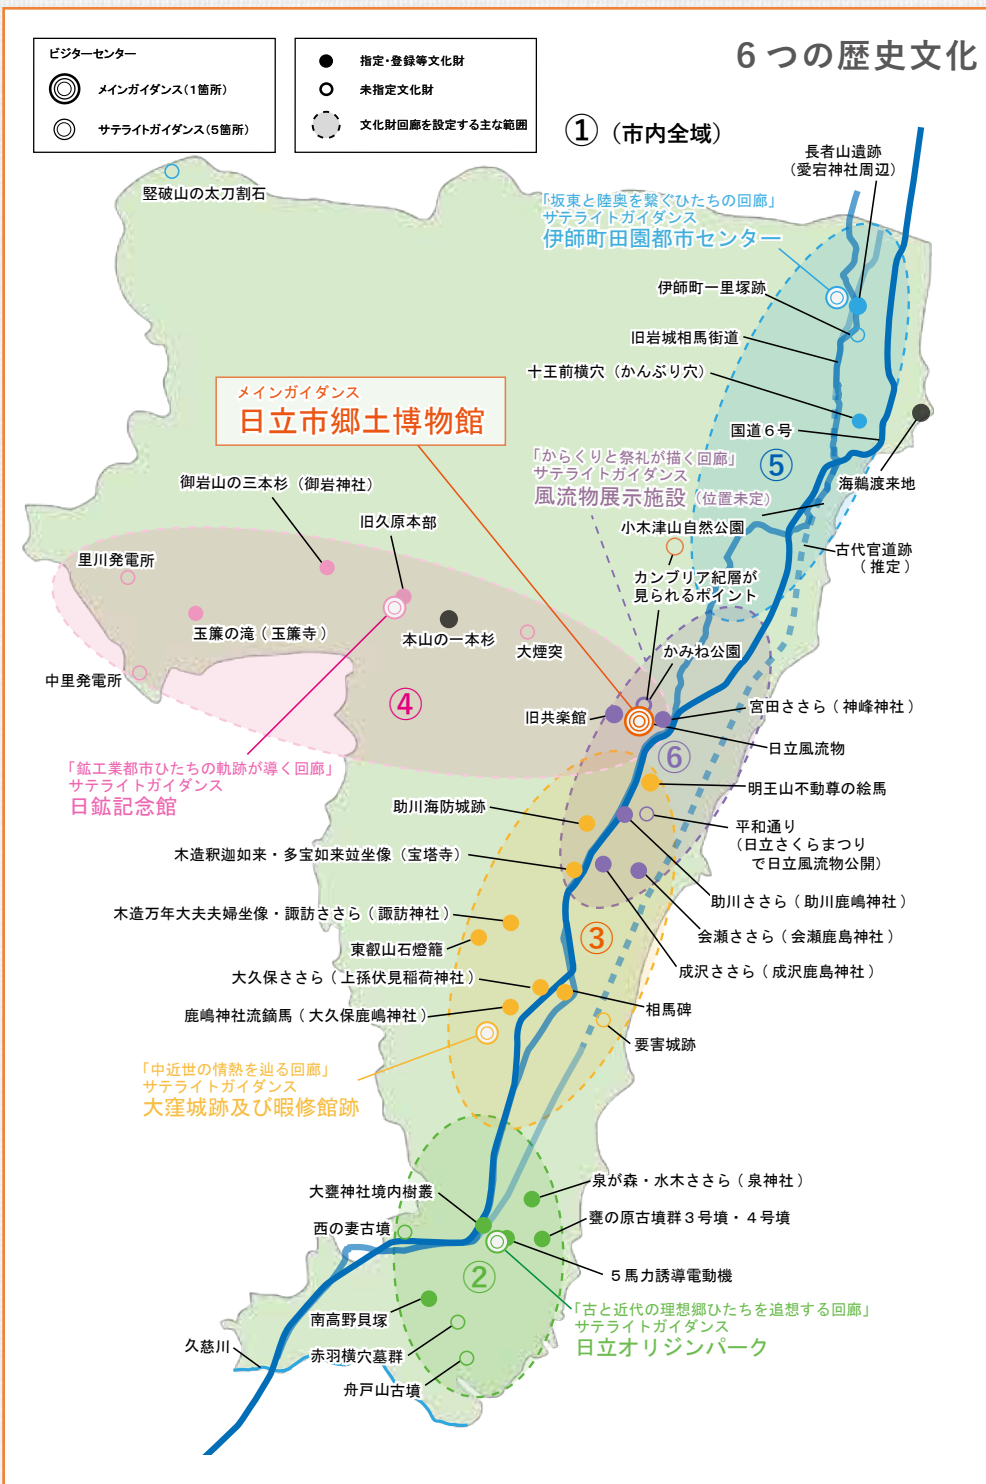 6つの歴史文化
ビジターセンター
メインガイダンス(1箇所)
サテライトガイダンス(5箇所)
指定・登録等文化財
未指定文化財
文化財回廊を設定する主な範囲
①(市内全域)
長者山遺跡
(愛宕神社周辺)
竪破山の太刀割石
「坂東と陸奥を繋ぐひたちの回廊」
サテライトガイダンス
伊師町田園都市センター
伊師町一里塚跡
旧岩城相馬街道
十王前横穴(かんぶり穴)
メインガイダンス
日立市郷土博物館
国道6号
⑤
海鵜渡来地
「からくりと祭礼が描く回廊」
サテライトガイダンス
風流物展示施設(位置未定)
御岩山の三本杉(御岩神社)
旧久原本部
小木津山自然公園
古代官道跡
(推定)
里川発電所
カンブリア紀層が
見られるポイント
玉簾の滝(玉簾寺)
本山の一本杉
大煙突
かみね公園
中里発電所
④
旧共楽館
宮田ささら(神峰神社)
日立風流物
⑥
「鉱工業都市ひたちの軌跡が導く回廊」
サテライトガイダンス
日鉱記念館
明王山不動尊の絵馬
助川海防城跡
平和通り
(日立さくらまつり
で日立風流物公開)
木造釈迦如来・多宝如来竝坐像(宝塔寺)
助川ささら(助川鹿嶋神社)
木造万年大夫夫婦坐像・諏訪ささら(諏訪神社)
③
会瀬ささら(会瀬鹿島神社)
東叡山石燈籠
成沢ささら(成沢鹿島神社)
大久保ささら(上孫伏見稲荷神社)
相馬碑
鹿嶋神社流鏑馬(大久保鹿嶋神社)
要害城跡
「中近世の情熱を辿る回廊」
サテライトガイダンス
大窪城跡及び暇修館跡
泉が森・水木ささら(泉神社)
大甕神社境内樹叢
甕の原古墳群3号墳・4号墳
西の妻古墳
②
5馬力誘導電動機
南高野貝塚
「古と近代の理想郷ひたちを追想する回廊」
サテライトガイダンス
日立オリジンパーク
久慈川
赤羽横穴墓群
舟戸山古墳